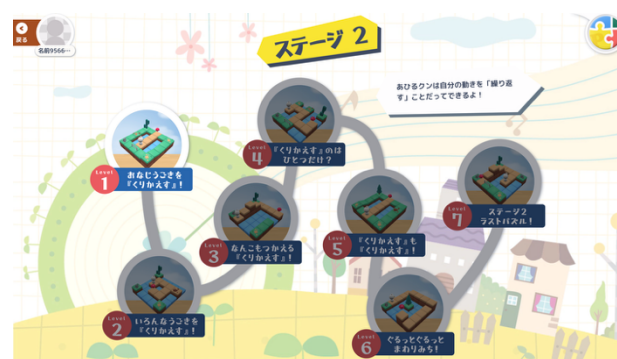 戻る
名前9566…
ステージ 2
あひるクンは自分の動きを「繰り返
す」ことだってできるよ！
Level
1
おなじうごきを
『くりかえす』！
Level
2
いろんなうごきを
『くりかえす』！
Level
3
なんこもつかえる
『くりかえす』！
Level
4
『くりかえす』のは
ひとつだけ？
Level
5
『くりかえす』も
『くりかえす』！
Level
6
ぐるっとぐるっと
まわりみち！
Level
7
ステージ2
ラストパズル！